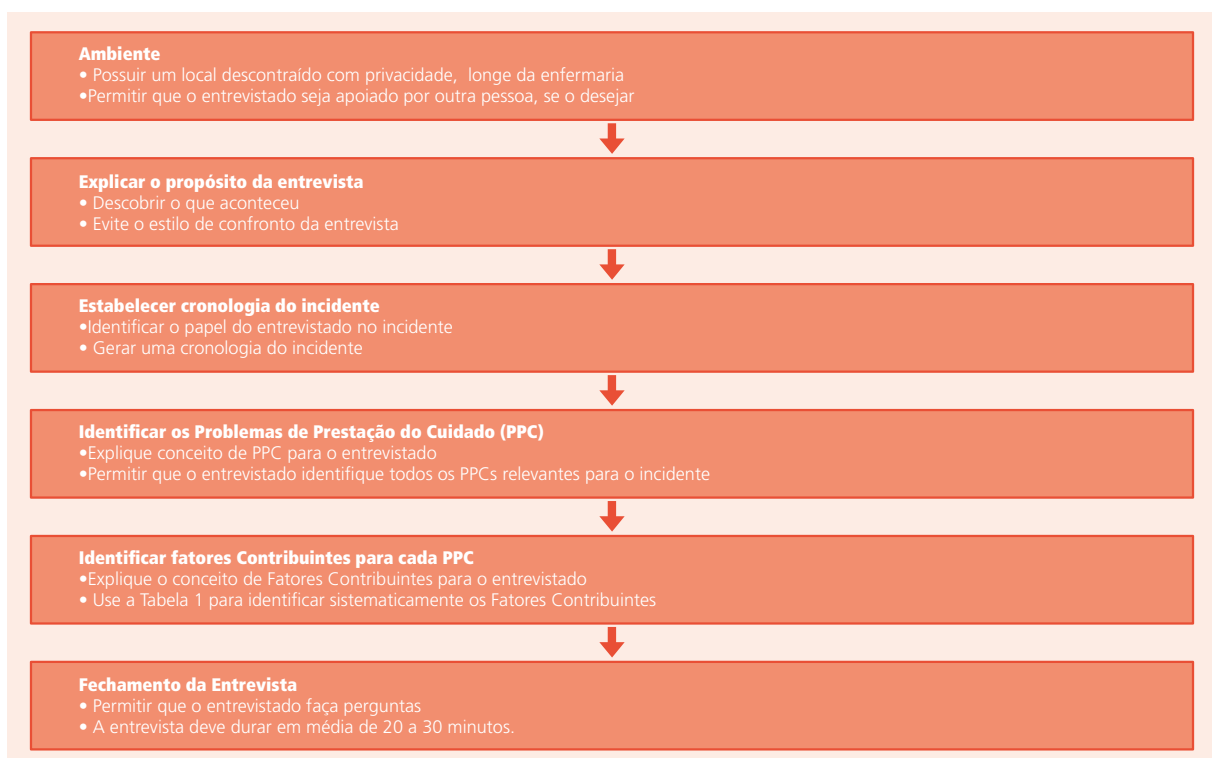 Ambiente
• Possuir um local descontraído com privacidade, longe da enfermaria
•Permitir que o entrevistado seja apoiado por outra pessoa, se o desejar
Explicar o propósito da entrevista
• Descobrir o que aconteceu
• Evite o estilo de confronto da entrevista
Estabelecer cronologia do incidente
•Identificar o papel do entrevistado no incidente
• Gerar uma cronologia do incidente
Identificar os Problemas de Prestação do Cuidado (PPC)
•Explique conceito de PPC para o entrevistado
•Permitir que o entrevistado identifique todos os PPCs relevantes para o incidente
Identificar fatores Contribuintes para cada PPC
•Explique o conceito de Fatores Contribuintes para o entrevistado
• Use a Tabela 1 para identificar sistematicamente os Fatores Contribuintes
Fechamento da Entrevista
• Permitir que o entrevistado faça perguntas
• A entrevista deve durar em média de 20 a 30 minutos.